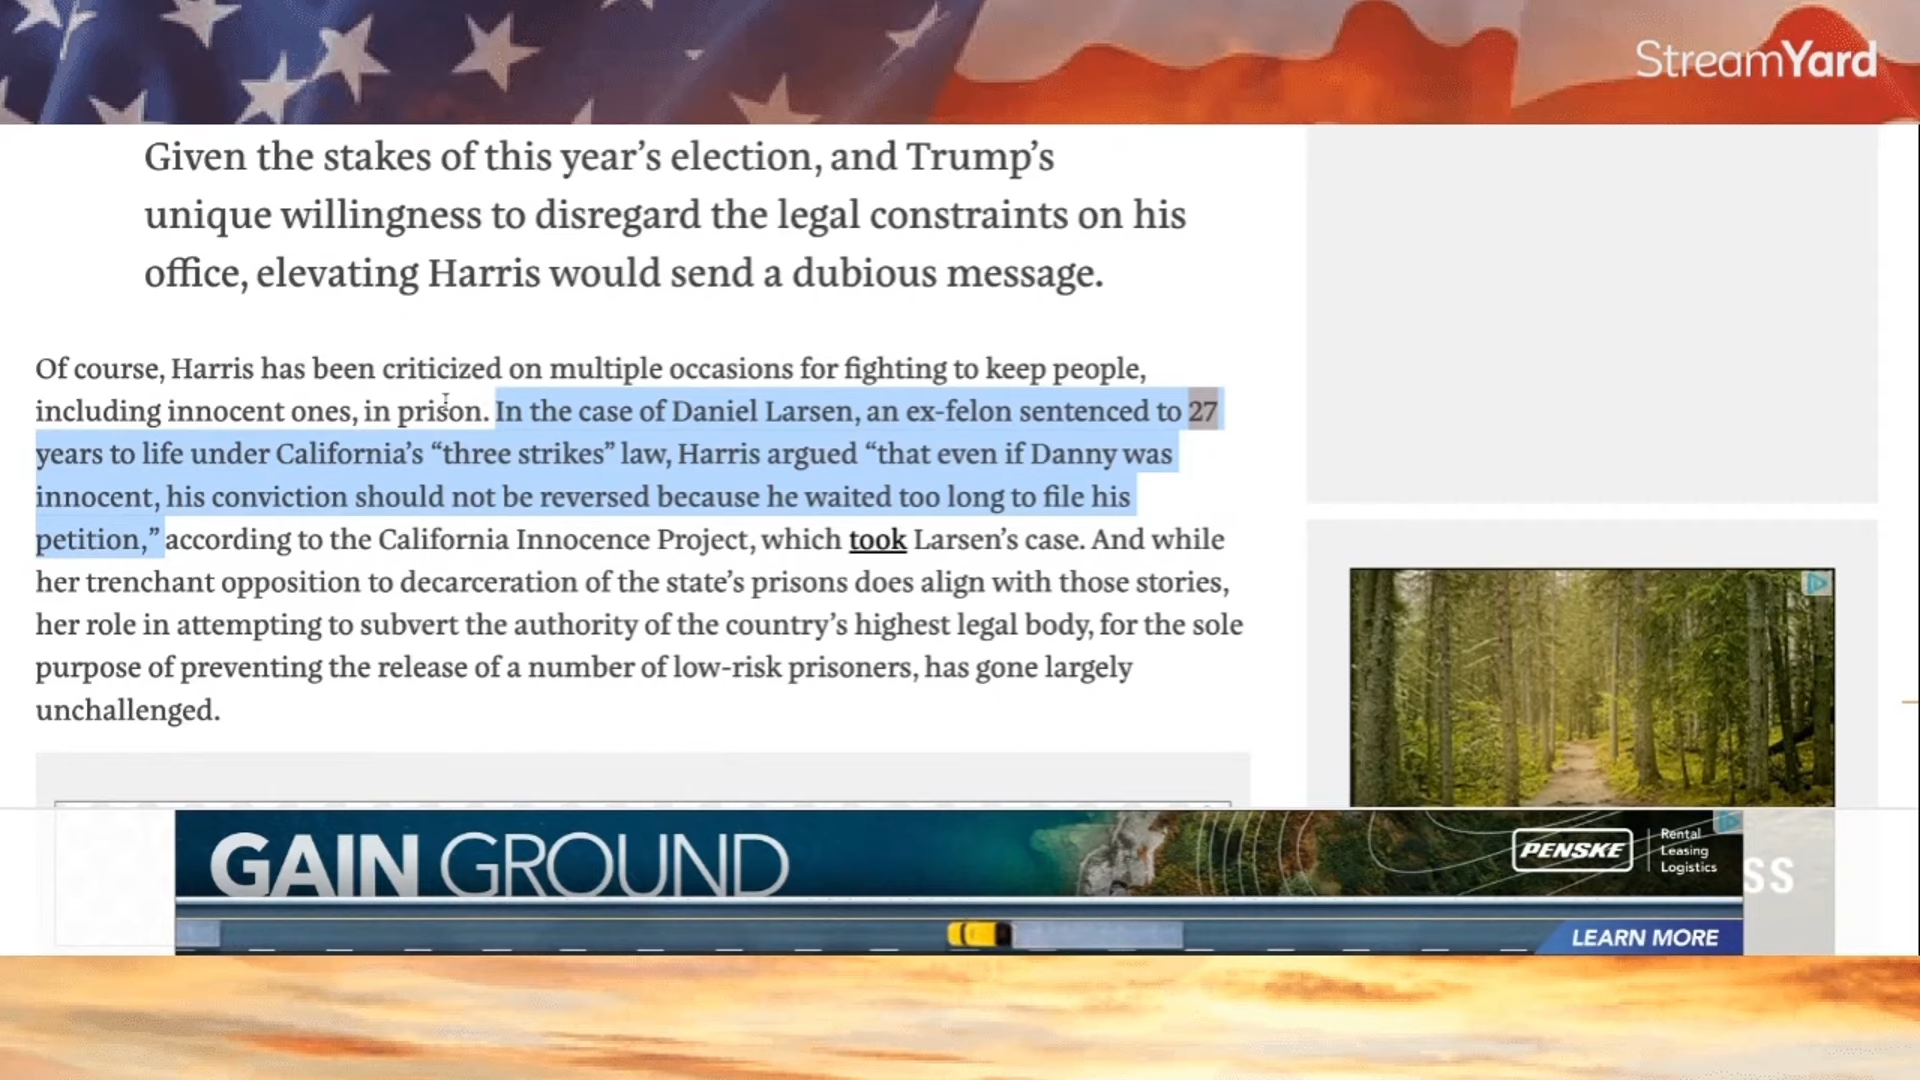 StreamYard
Given the stakes of this year’s election, and Trump’s
unique willingness to disregard the legal constraints on his
office, elevating Harris would send a dubious message.
Of course, Harris has been criticized on multiple occasions for fighting to keep people,
including innocent ones, in prison. In the case of Daniel Larsen, an ex-felon sentenced to 27
years to life under California’s “three strikes” law, Harris argued “that even if Danny was
innocent, his conviction should not be reversed because he waited too long to file his
petition,” according to the California Innocence Project, which took Larsen’s case. And while
her trenchant opposition to decarceration of the state’s prisons does align with those stories,
her role in attempting to subvert the authority of the country’s highest legal body, for the sole
purpose of preventing the release of a number of low-risk prisoners, has gone largely
unchallenged.
GAIN GROUND
PENSKE
Rental
Leasing
Logistics
SS
LEARN MORE